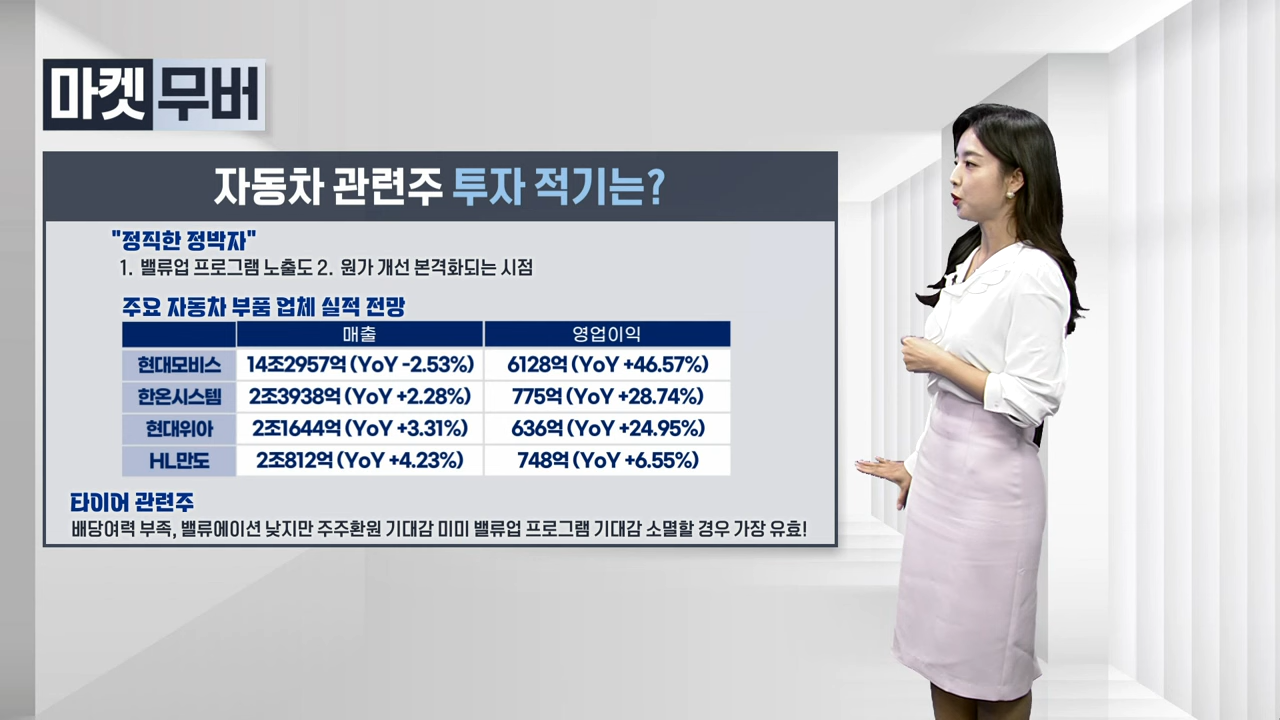 마켓무버
자동차 관련주 투자 적기는?
"정직한 정박자"
1. 밸류업 프로그램 노출도 2. 원가 개선 본격화되는 시점
주요 자동차 부품 업체 실적 전망
매출 영업이익
현대모비스 14조2957억 (YoY -2.53%) 6128억 (YoY +46.57%)
한온시스템 2조3938억 (YoY +2.28%) 775억 (YoY +28.74%)
현대위아 2조1644억 (YoY +3.31%) 636억 (YoY +24.95%)
HL만도 2조812억 (YoY +4.23%) 748억 (YoY +6.55%)
타이어 관련주
배당여력 부족, 밸류에이션 낮지만 주주환원 기대감 미미 밸류업 프로그램 기대감 소멸할 경우 가장 유효!